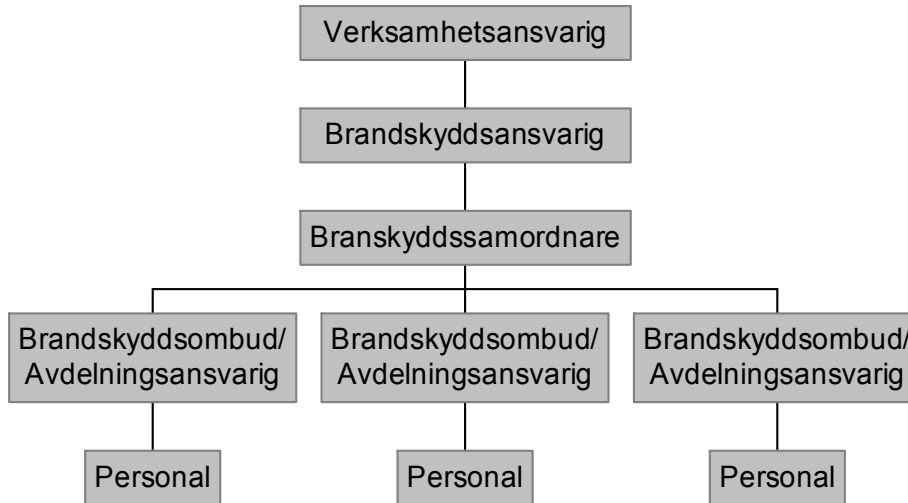 Verksamhetsansvarig
Brandskyddsansvarig
Branskyddssamordnare
Brandskyddsombud/
Avdelningsansvarig
Brandskyddsombud/
Avdelningsansvarig
Brandskyddsombud/
Avdelningsansvarig
Personal
Personal
Personal